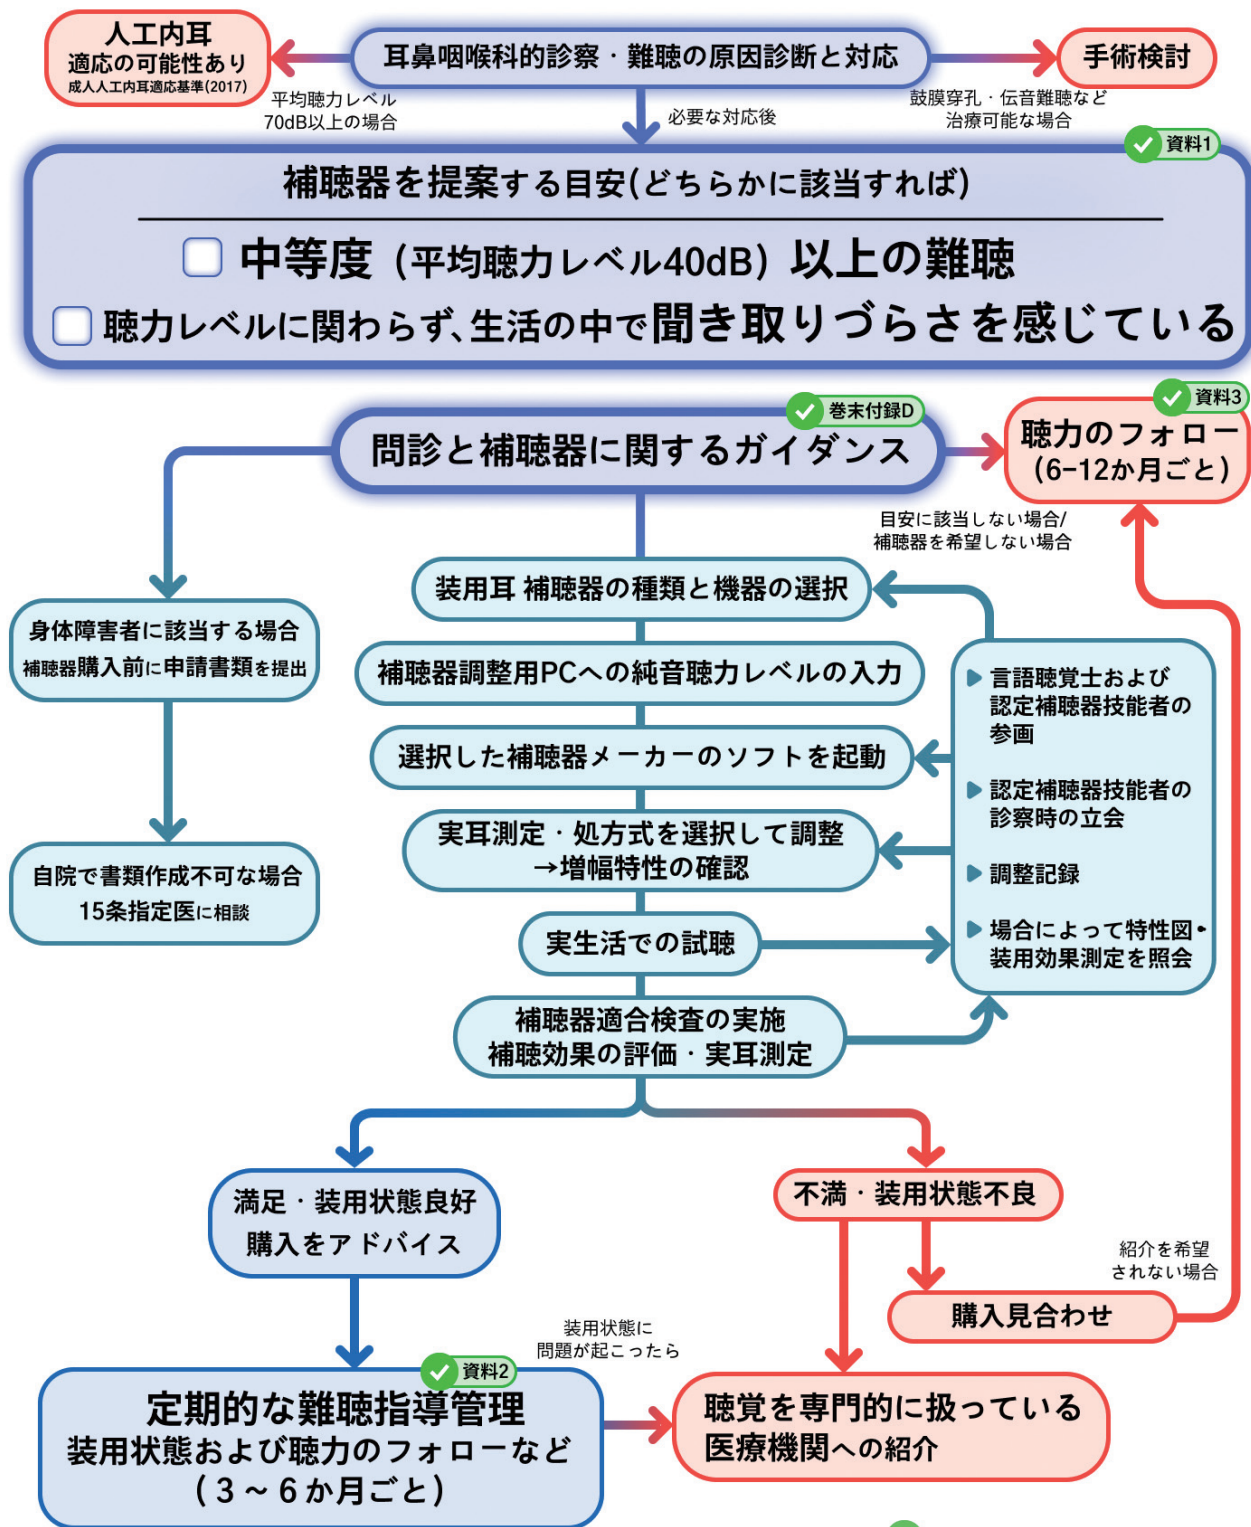 人工内耳
適応の可能性あり
成人人工内耳適応基準(2017)
耳鼻咽喉科的診察・難聴の原因診断と対応
手術検討
平均聴力レベル
70dB以上の場合
必要な対応後
鼓膜穿孔・伝音難聴など
治療可能な場合
資料1
補聴器を提案する目安(どちらかに該当すれば)
中等度（平均聴力レベル40dB）以上の難聴
聴力レベルに関わらず、生活の中で聞き取りづらさを感じている
巻末付録D
問診と補聴器に関するガイダンス
資料3
聴力のフォロー
(6-12か月ごと)
目安に該当しない場合/
補聴器を希望しない場合
装用耳 補聴器の種類と機器の選択
身体障害者に該当する場合
補聴器購入前に申請書類を提出
補聴器調整用PCへの純音聴力レベルの入力
選択した補聴器メーカーのソフトを起動
実耳測定・処方式を選択して調整
→増幅特性の確認
自院で書類作成不可な場合
15条指定医に相談
実生活での試聴
補聴器適合検査の実施
補聴効果の評価・実耳測定
▶ 言語聴覚士および
認定補聴器技能者の
参画
▶ 認定補聴器技能者の
診察時の立会
▶ 調整記録
▶ 場合によって特性図・
装用効果測定を照会
満足・装用状態良好
購入をアドバイス
不満・装用状態不良
紹介を希望
されない場合
購入見合わせ
装用状態に
問題が起こったら
資料2
定期的な難聴指導管理
装用状態および聴力のフォローなど
(３～６か月ごと)
聴覚を専門的に扱っている
医療機関への紹介